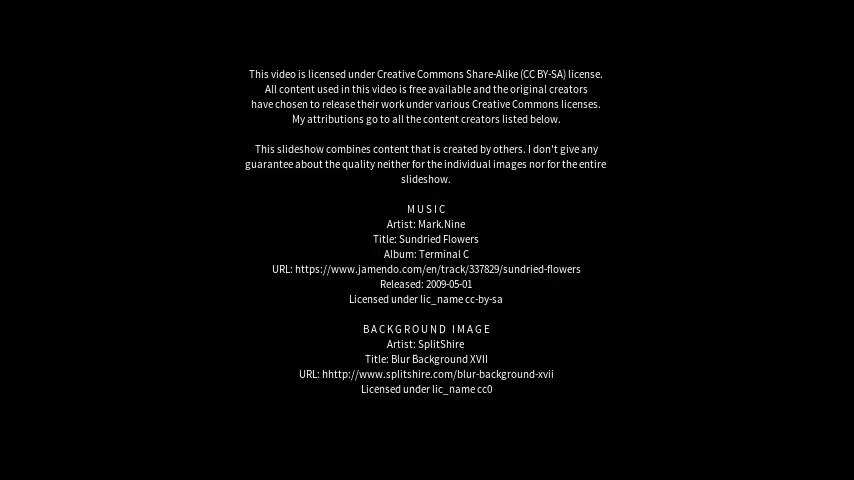 This video is licensed under Creative Commons Share-Alike (CC BY-SA) license.
All content used in this video is free available and the original creators
have chosen to release their work under various Creative Commons licenses.
My attributions go to all the content creators listed below.
This slideshow combines content that is created by others. I don't give any
guarantee about the quality neither for the individual images nor for the entire
slideshow.
MUSIC
Artist: Mark.Nine
Title: Sundried Flowers
Album: Terminal C
URL: https://www.jamendo.com/en/track/337829/sundried-flowers
Released: 2009-05-01
Licensed under lic_name cc-by-sa
BACKGROUND IMAGE
Artist: SplitShire
Title: Blur Background XVII
URL: hhttp://www.splitshire.com/blur-background-xvii
Licensed under lic_name cc0